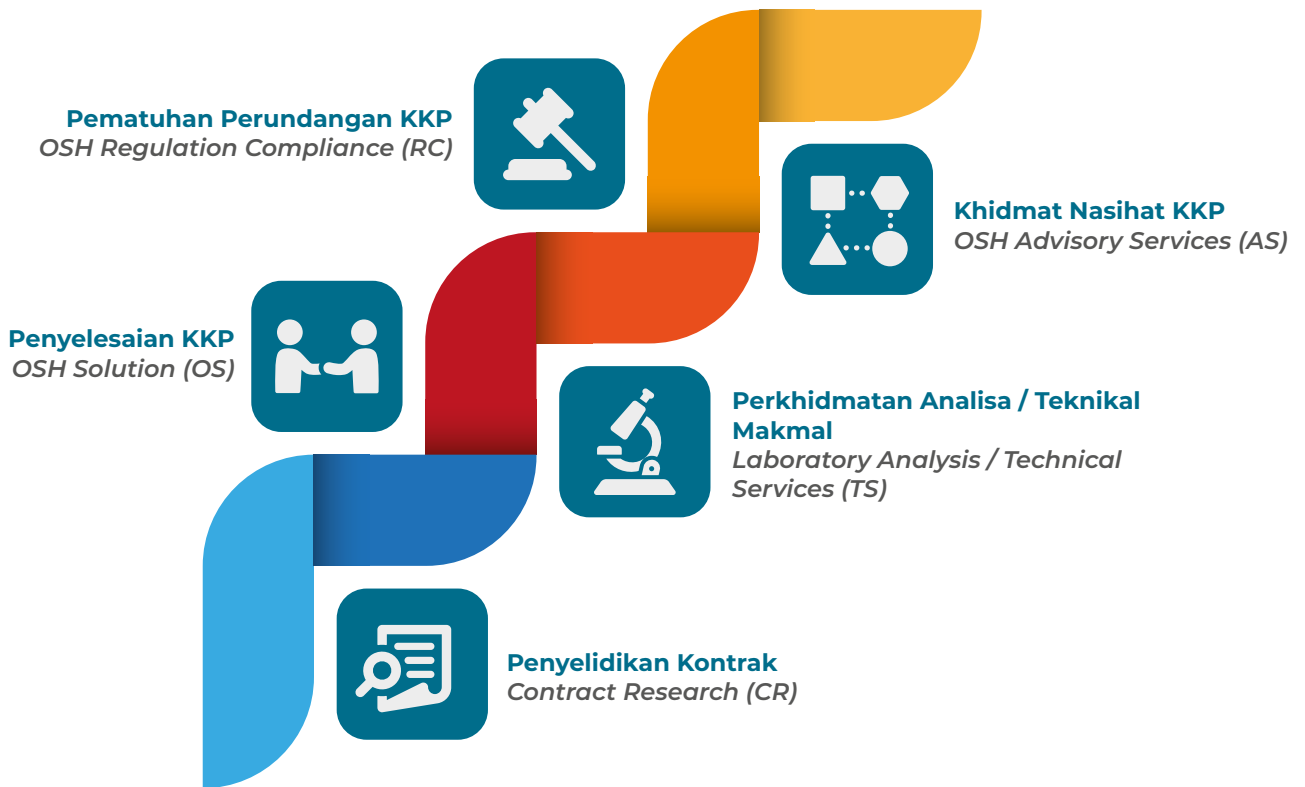 Pematuhan Perundangan KKP
OSH Regulation Compliance (RC)
Khidmat Nasihat KKP
OSH Advisory Services (AS)
Penyelesaian KKP
OSH Solution (OS)
Perkhidmatan Analisa / Teknikal
Makmal
Laboratory Analysis / Technical
Services (TS)
Penyelidikan Kontrak
Contract Research (CR)